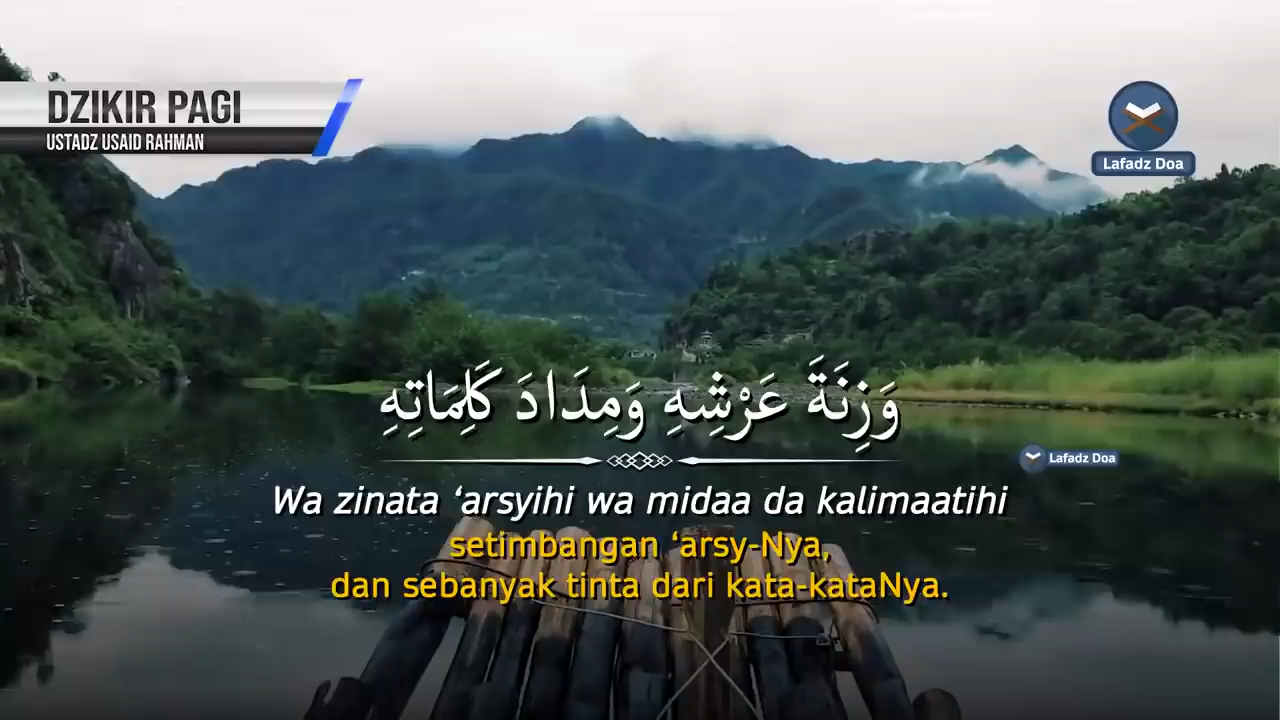 DZIKIR PAGI
USTADZ USAID RAHMAN
Lafadz Doa
وَزِنَةَ عَرْشِهِ وَمِدَادَ كَلِمَاتِهِ
Lafadz Doa
Wa zinata ‘arsyihi wa midaa da kalimaatihi
setimbangan ‘arsy-Nya,
dan sebanyak tinta dari kata-kataNya.